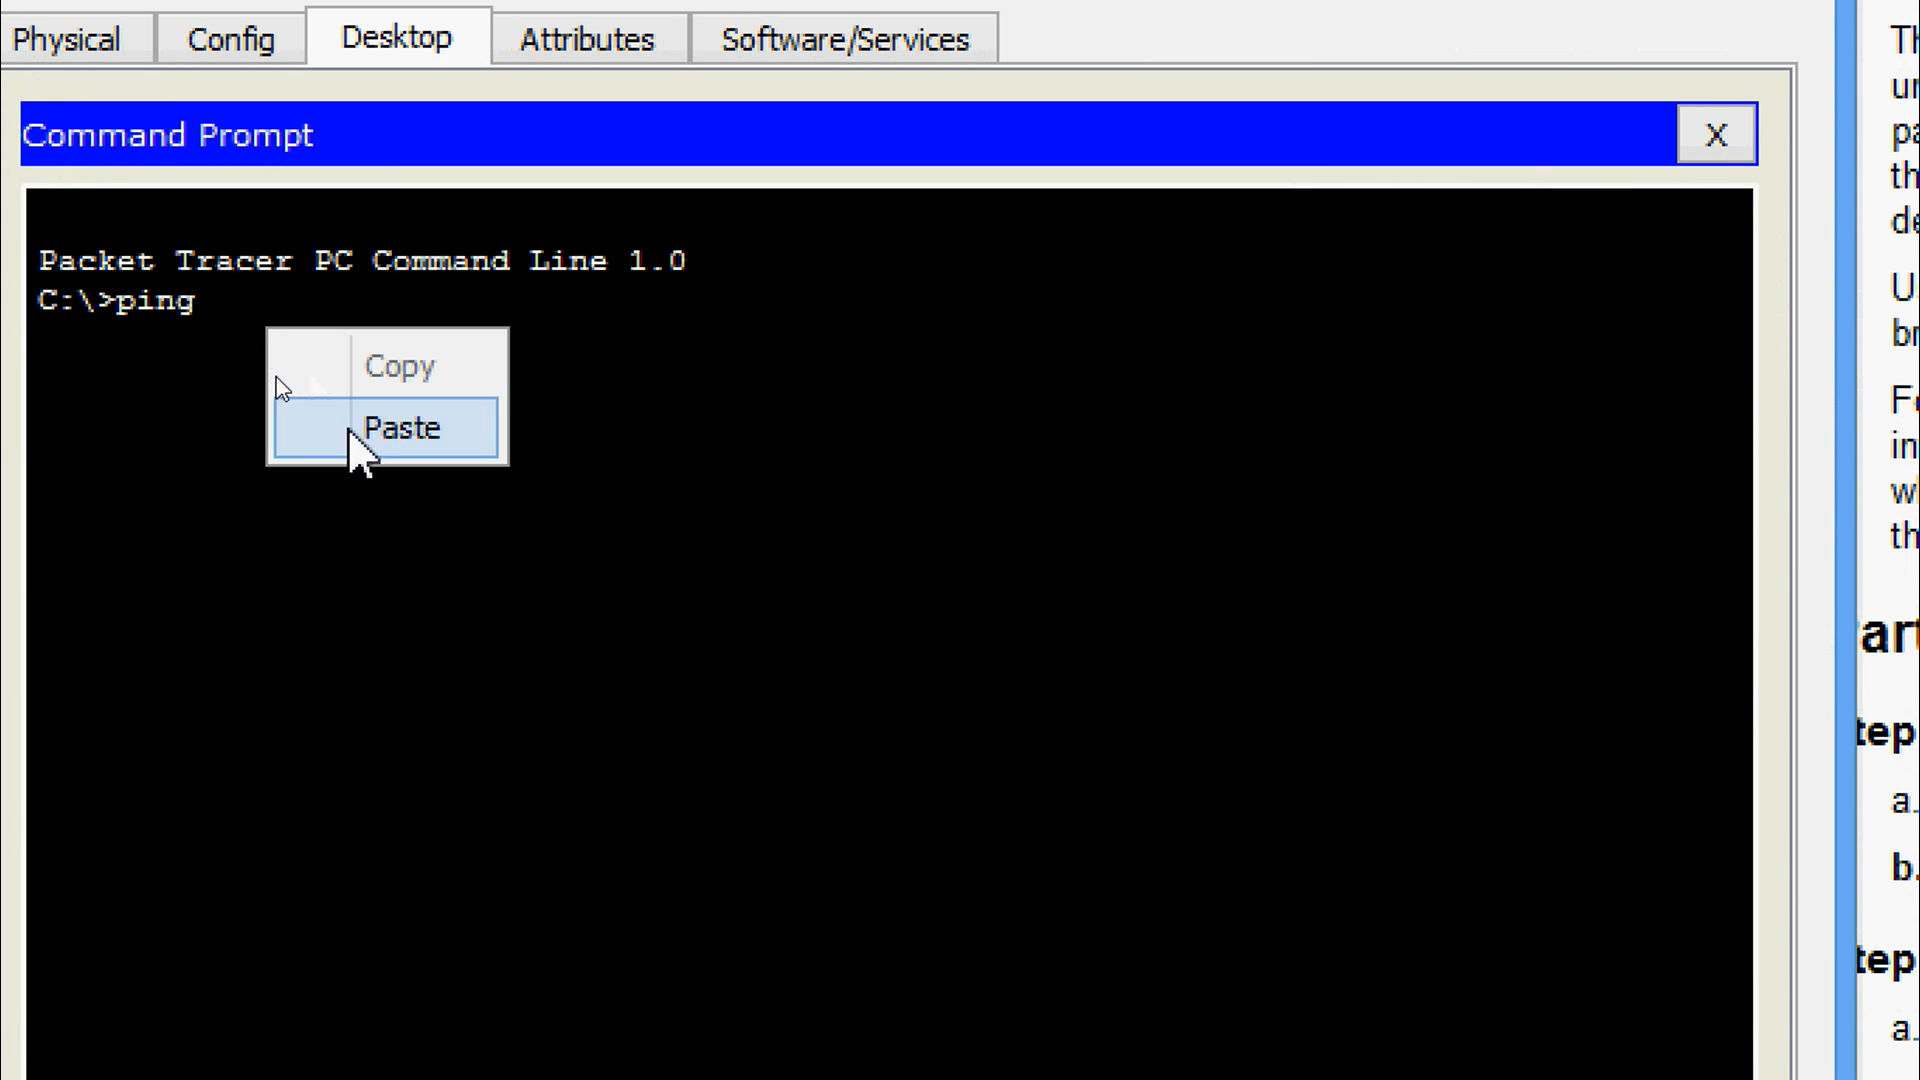 Physical Config Desktop Attributes Software/Services
Command Prompt X
Packet Tracer PC Command Line 1.0
C:\>ping
Copy
Paste
a.
b.
a.